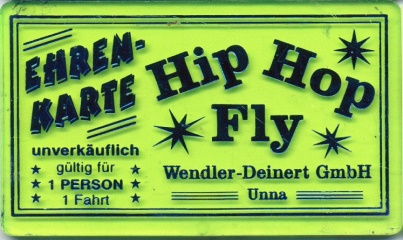 EHREN-
KARTE
unverkäuflich
gültig für
1 PERSON
1 Fahrt
Hip Hop
Fly
Wendler-Deinert GmbH
Unna